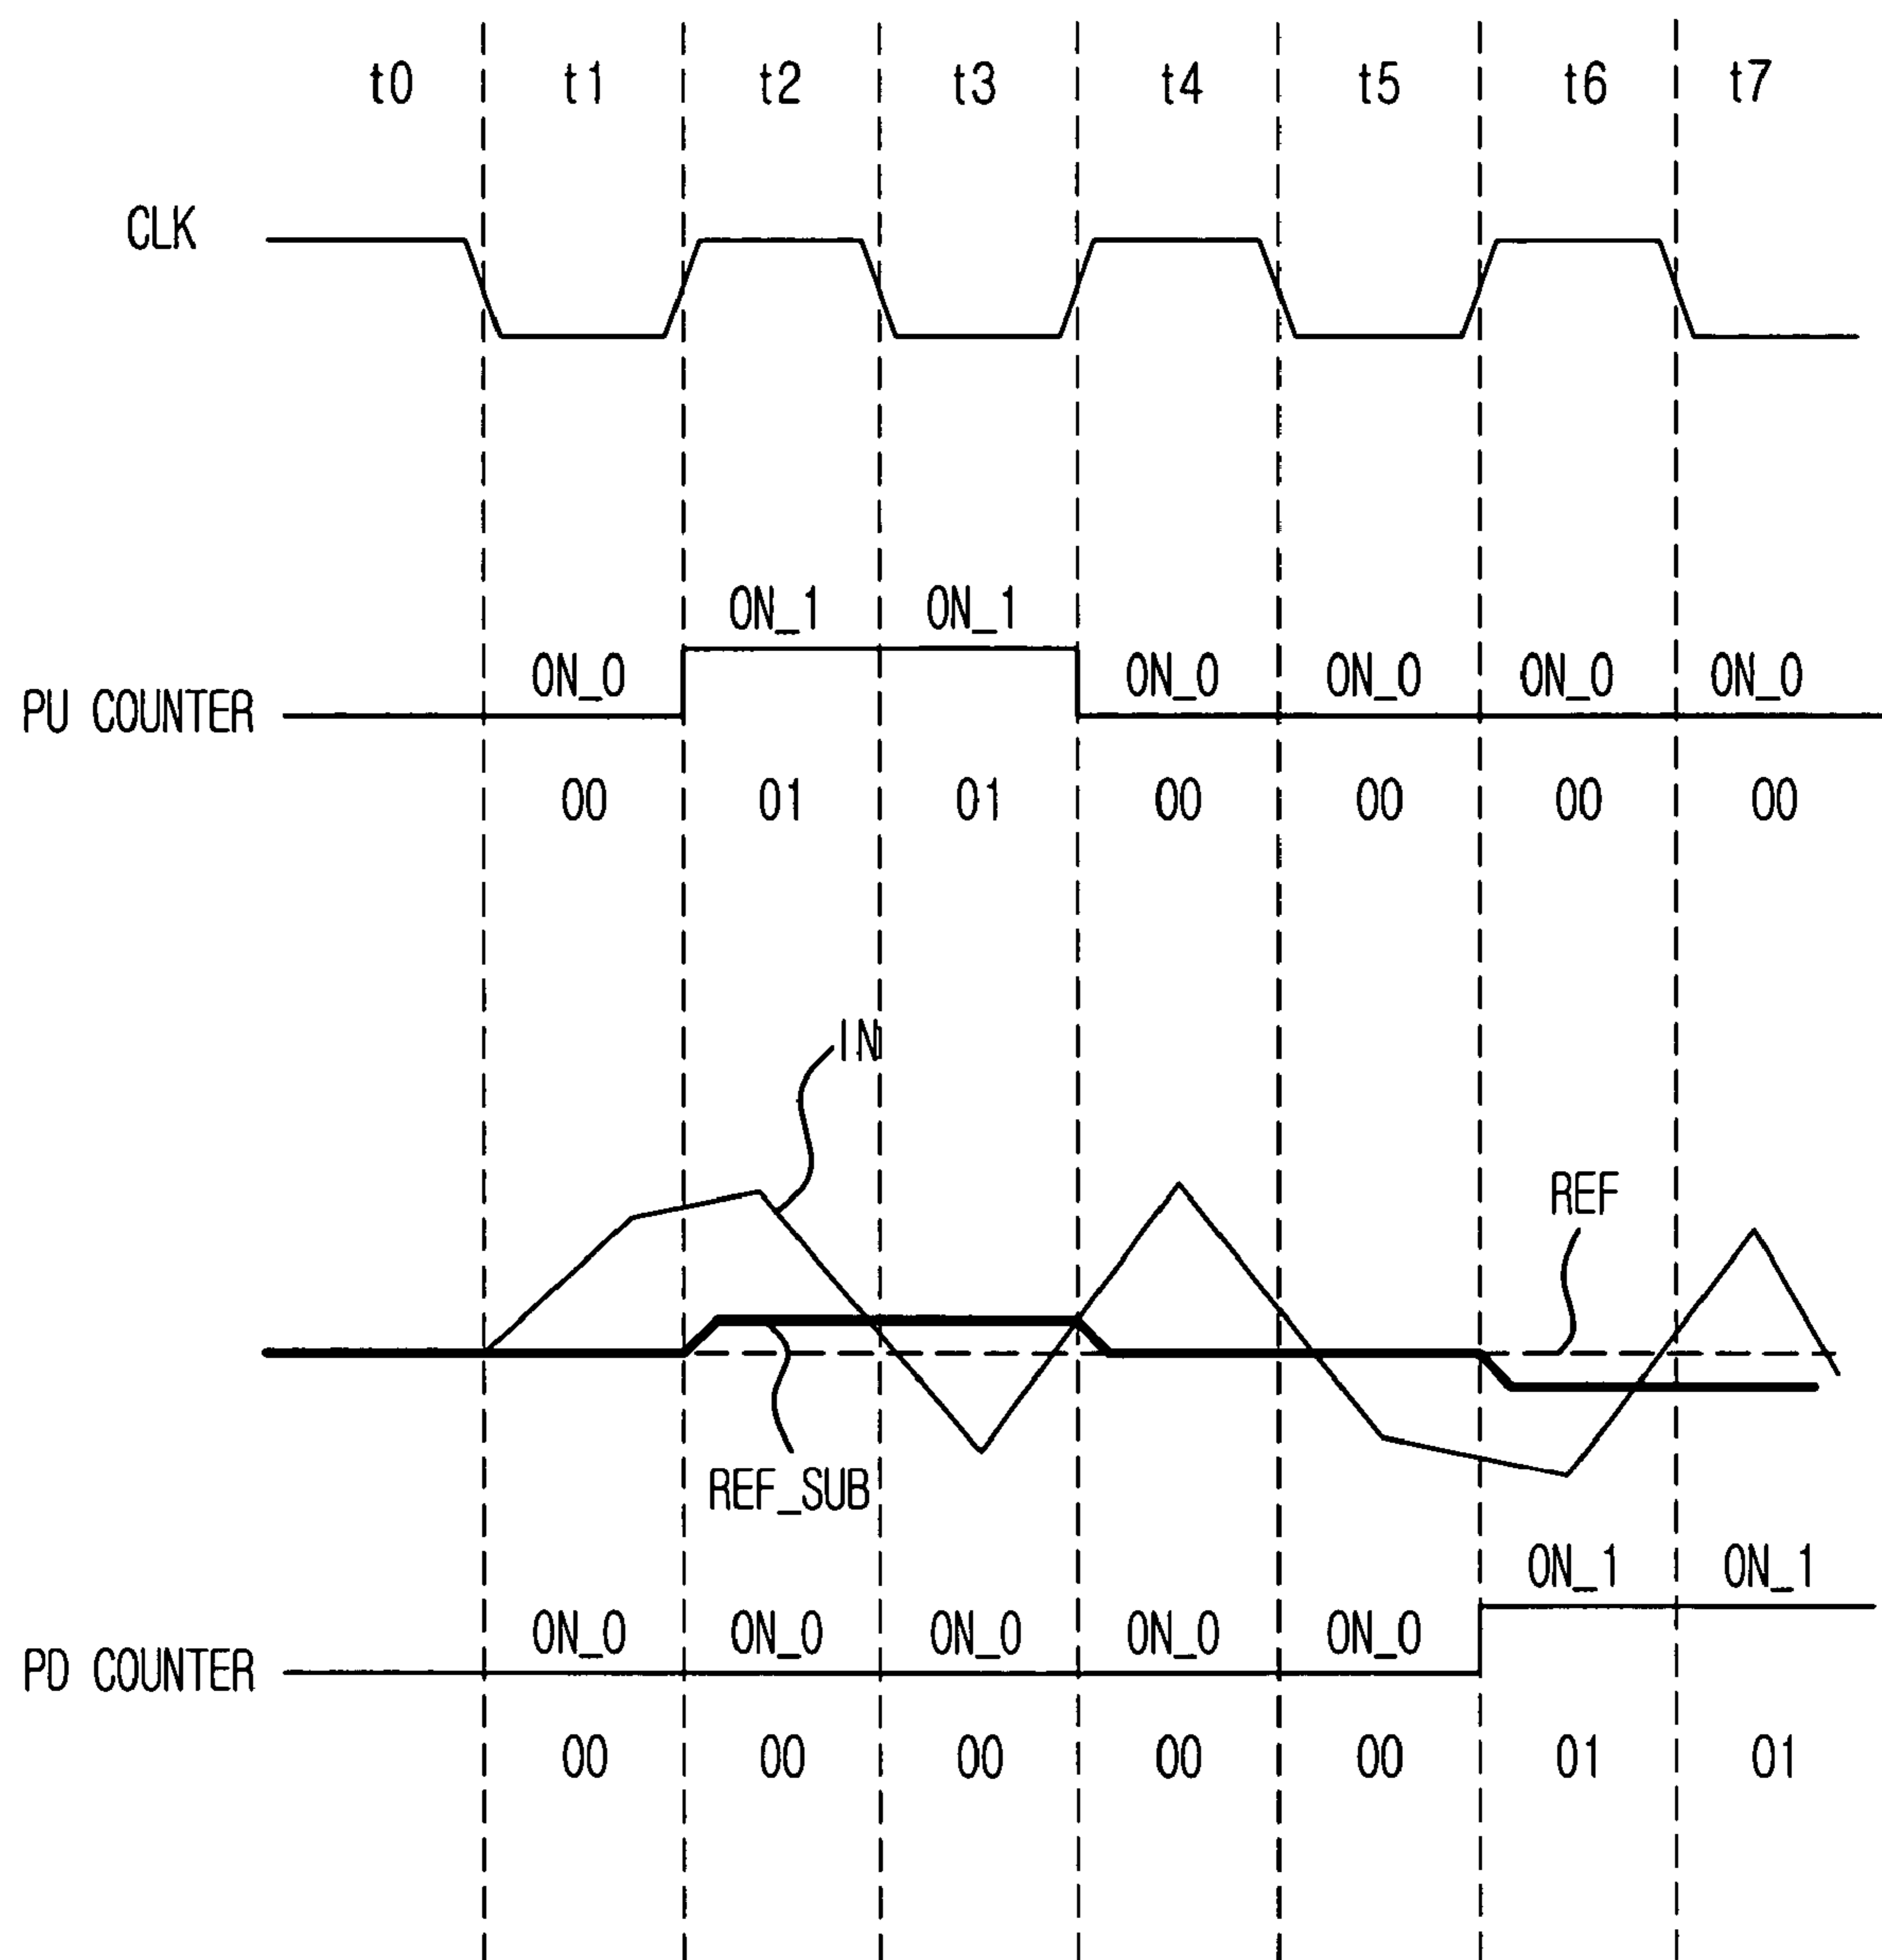 t0 t1 t2 t3 t4 t5 t6 t7
CLK
ON_1 ON_1
PU COUNTER ON_0 ON_0 ON_0 ON_0 ON_0
00 01 01 00 00 00 00
IN
REF
REF_SUB
ON_1 ON_1
PD COUNTER ON_0 ON_0 ON_0 ON_0 ON_0
00 00 00 00 00 01 01